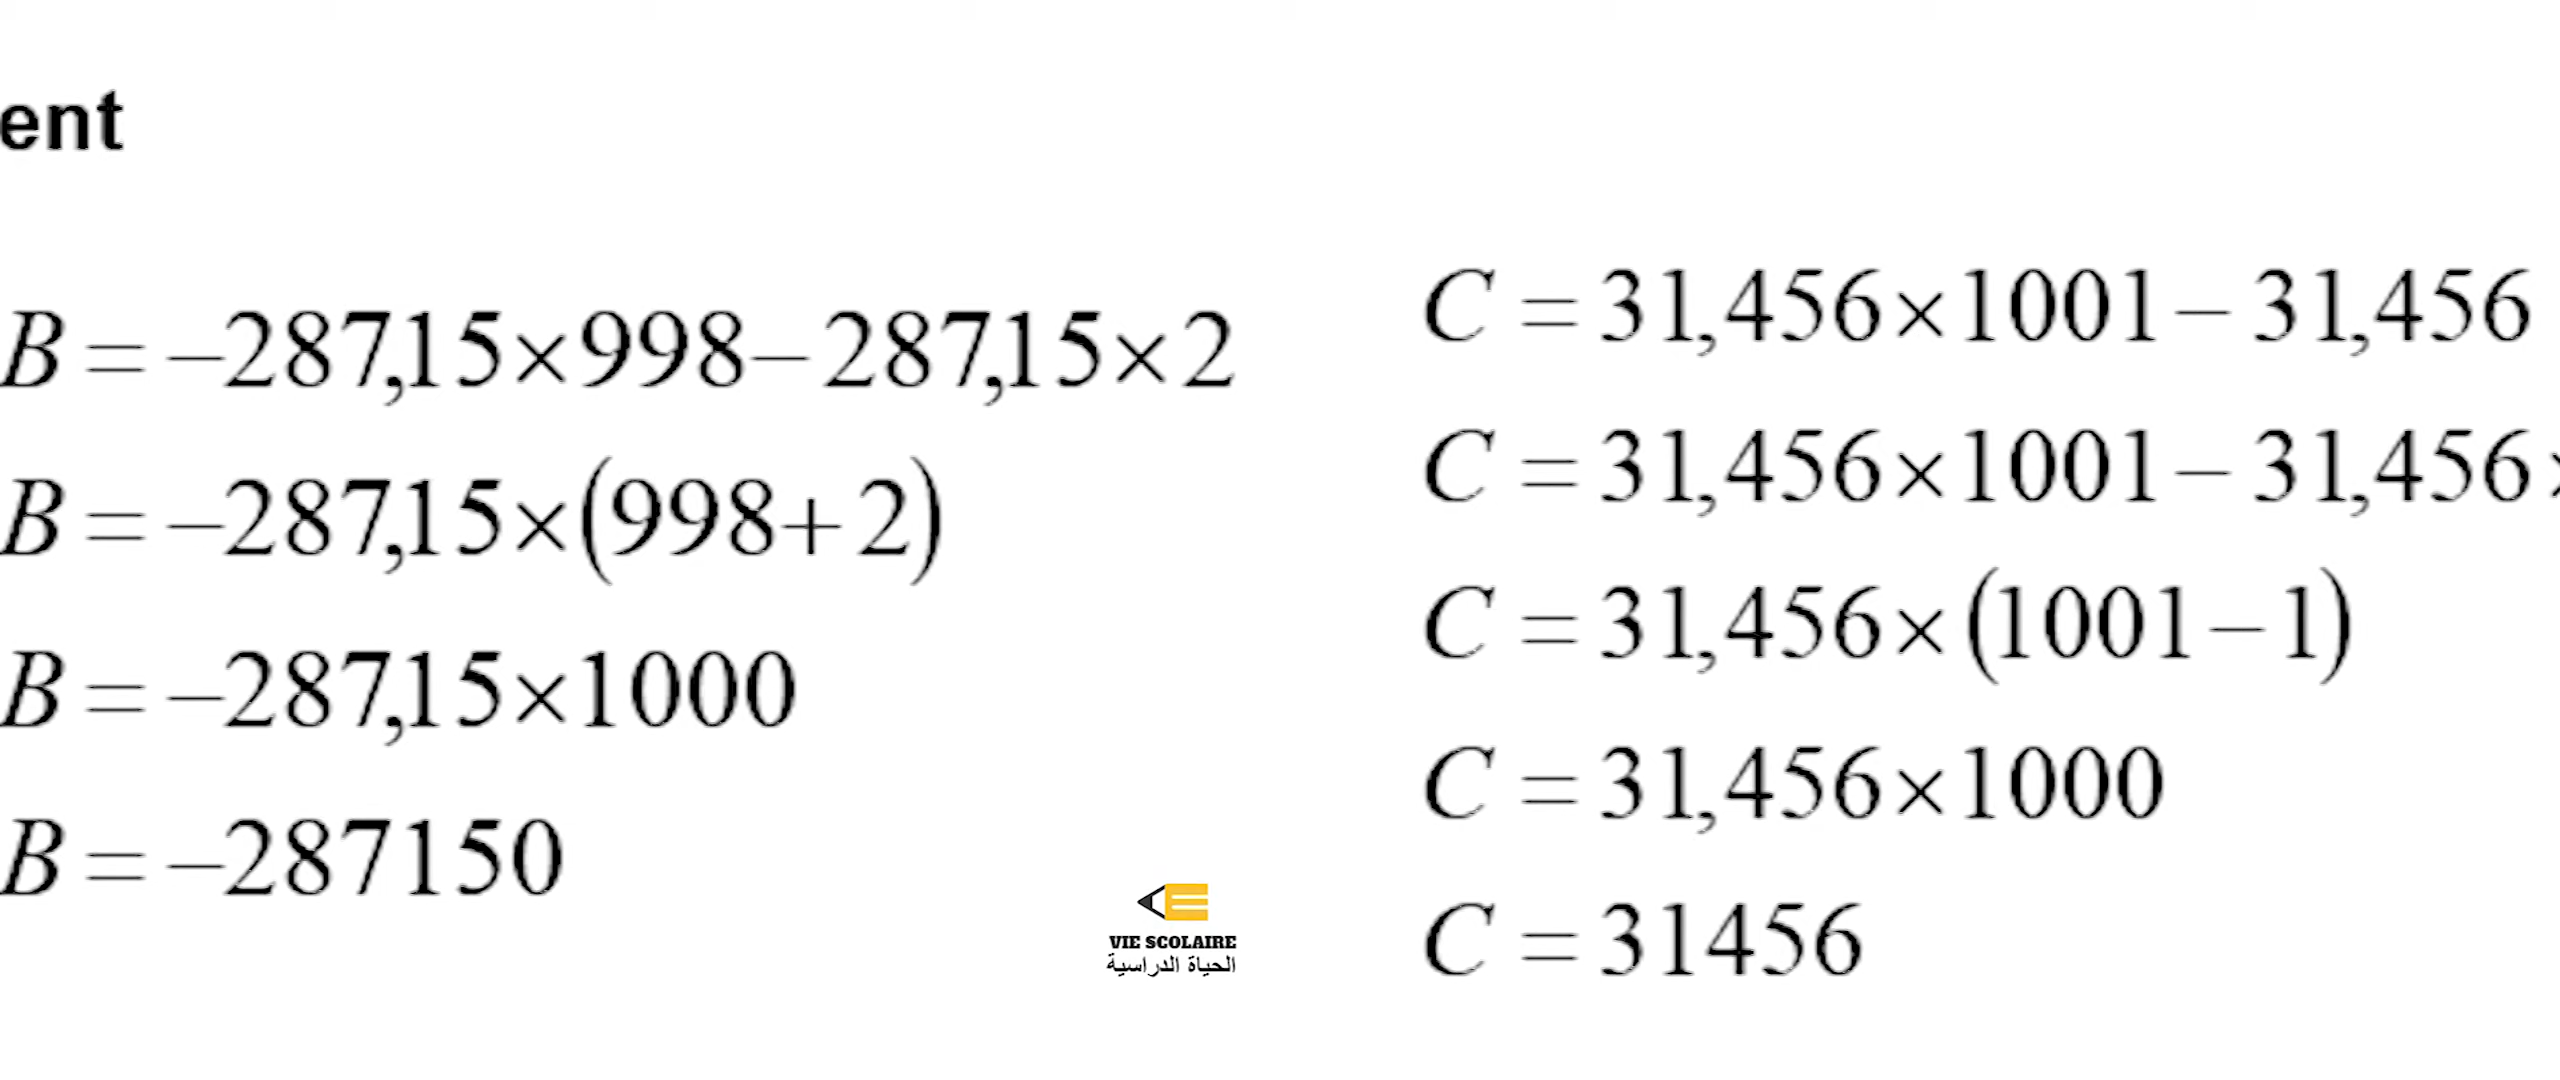 ent
B = −287,15×998−287,15×2
B = −287,15×(998+2)
B = −287,15×1000
B = −287150
C = 31,456×1001−31,456
C = 31,456×1001−31,456×
C = 31,456×(1001−1)
C = 31,456×1000
C = 31456
VIE SCOLAIRE
الحياة الدراسية